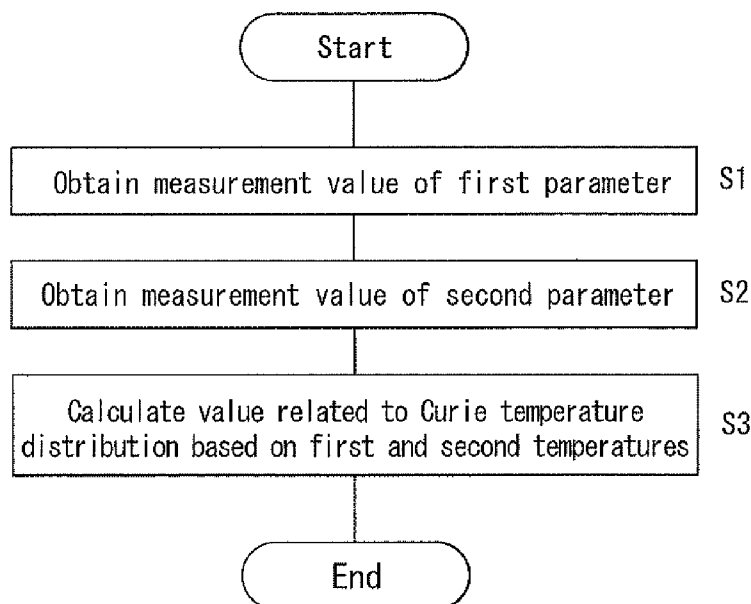 Start
Obtain measurement value of first parameter
S1
Obtain measurement value of second parameter
S2
Calculate value related to Curie temperature
distribution based on first and second temperatures
S3
End